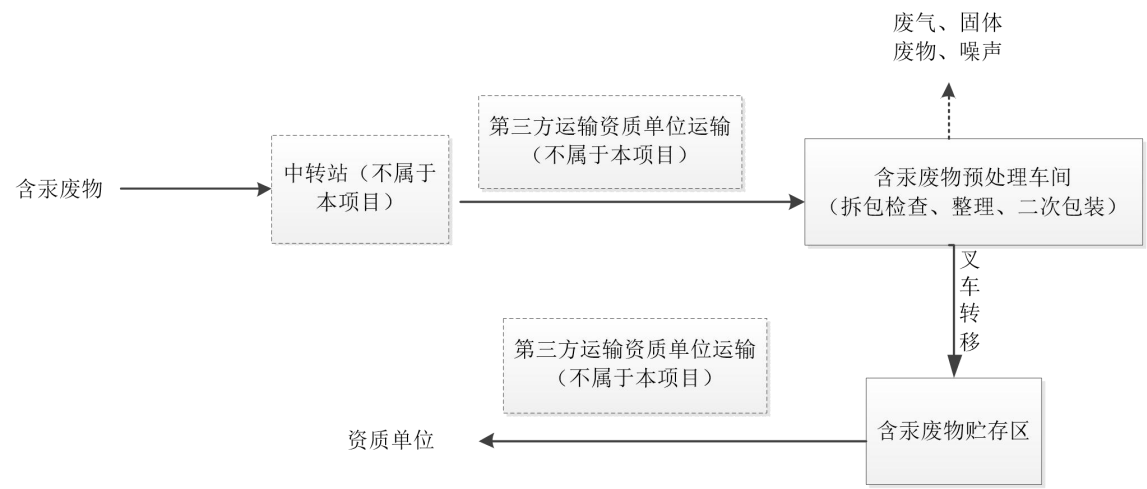 废气、固体
废物、噪声
第三方运输资质单位运输
（不属于本项目）
含汞废物
中转站（不属于
本项目）
含汞废物预处理车间
（拆包检查、整理、二次包装）
叉车转移
第三方运输资质单位运输
（不属于本项目）
资质单位
含汞废物贮存区